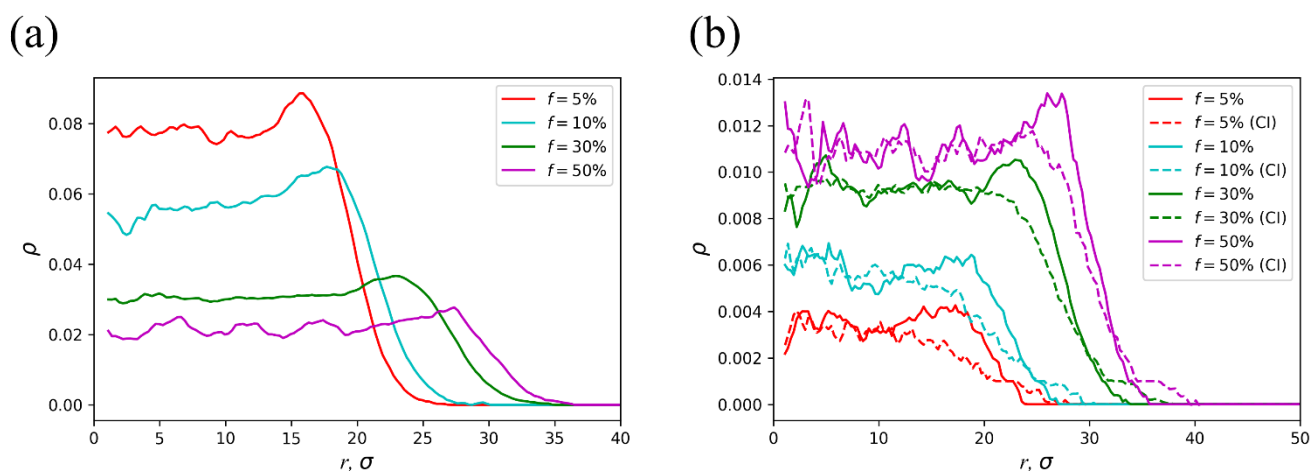 (a)
ρ
0.08
0.06
0.04
0.02
0.00
0 5 10 15 20 25 30 35 40
r, σ
f = 5%
f = 10%
f = 30%
f = 50%
(b)
ρ
0.014
0.012
0.010
0.008
0.006
0.004
0.002
0.000
0 10 20 30 40 50
r, σ
f = 5%
f = 5% (CI)
f = 10%
f = 10% (CI)
f = 30%
f = 30% (CI)
f = 50%
f = 50% (CI)